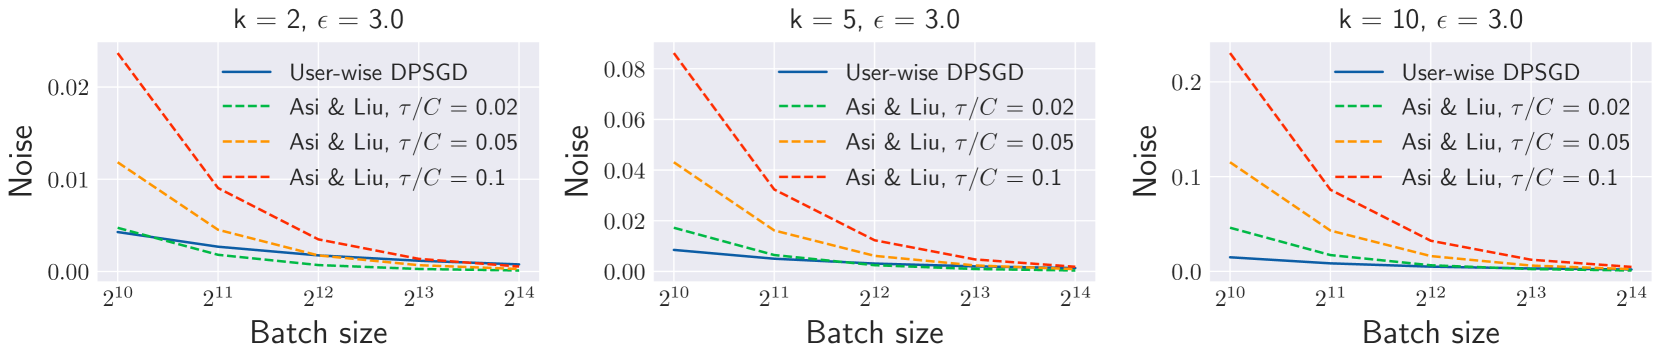 k = 2, ϵ = 3.0
Noise
0.02
0.01
0.00
User-wise DPSGD
Asi & Liu, τ/C = 0.02
Asi & Liu, τ/C = 0.05
Asi & Liu, τ/C = 0.1
2^10 2^11 2^12 2^13 2^14
Batch size
k = 5, ϵ = 3.0
Noise
0.08
0.06
0.04
0.02
0.00
User-wise DPSGD
Asi & Liu, τ/C = 0.02
Asi & Liu, τ/C = 0.05
Asi & Liu, τ/C = 0.1
2^10 2^11 2^12 2^13 2^14
Batch size
k = 10, ϵ = 3.0
Noise
0.2
0.1
0.0
User-wise DPSGD
Asi & Liu, τ/C = 0.02
Asi & Liu, τ/C = 0.05
Asi & Liu, τ/C = 0.1
2^10 2^11 2^12 2^13 2^14
Batch size